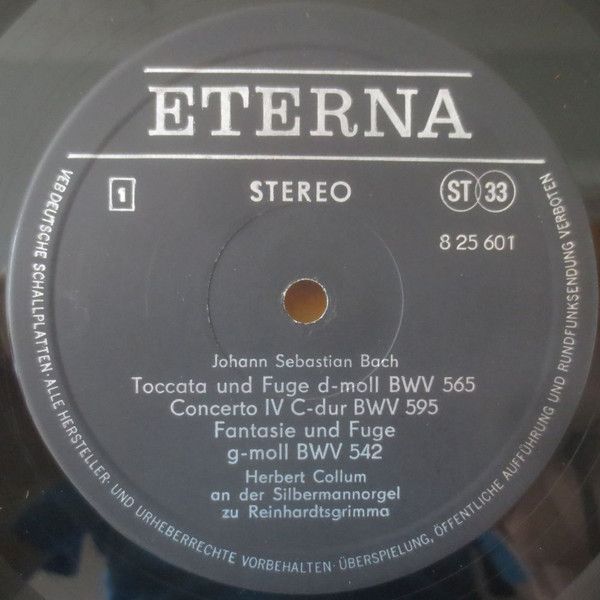 ETERNA
1
STEREO
ST 33
8 25 601
Johann Sebastian Bach
Toccata und Fuge d-moll BWV 565
Concerto IV C-dur BWV 595
Fantasie und Fuge
g-moll BWV 542
Herbert Collum
an der Silbermannorgel
zu Reinhardtsgrimma
VEB DEUTSCHE SCHALLPLATTEN · ALLE HERSTELLER- UND URHEBERRECHTE VORBEHALTEN · ÜBERSPIELUNG, ÖFFENTLICHE AUFFÜHRUNG UND RUNDFUNKSENDUNG VERBOTEN